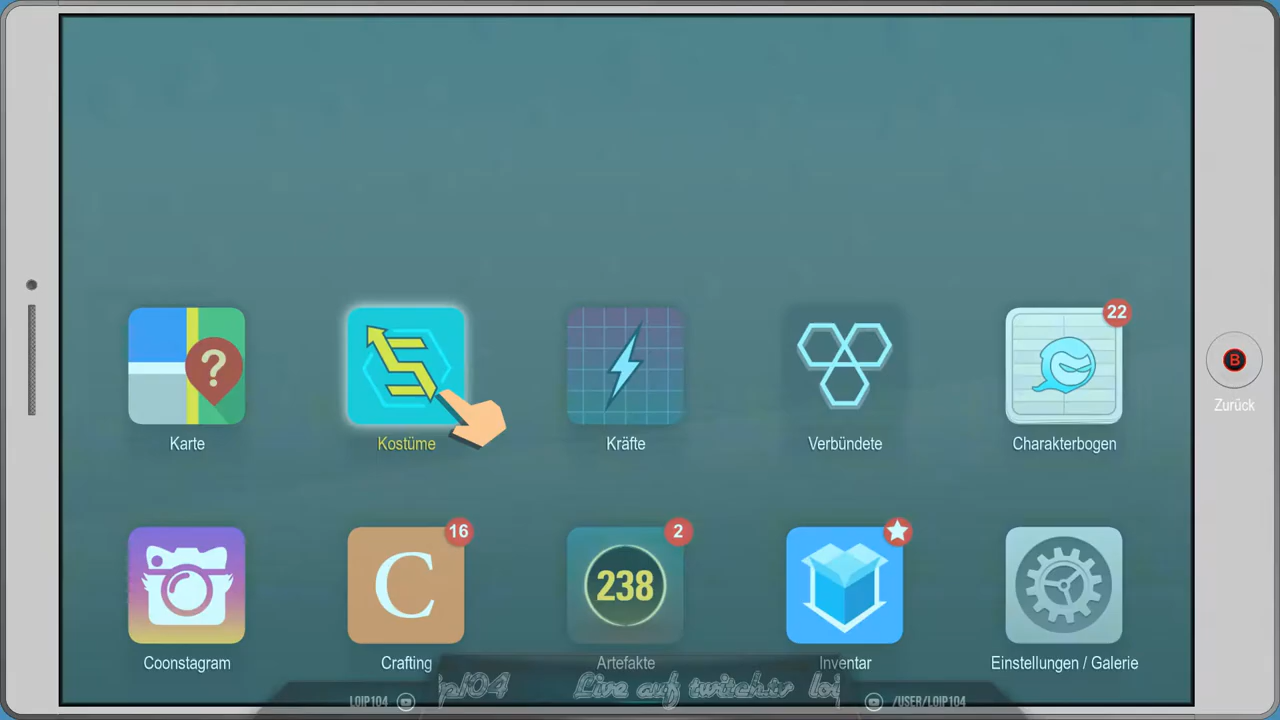 22
?
B
Zurück
Karte
Kostüme
Kräfte
Verbündete
Charakterbogen
16
2
C
238
Coonstagram
Crafting
Artefakte
Inventar
Einstellungen / Galerie
Live auf twitch.tv
LOIP104
/USER/LOIP104